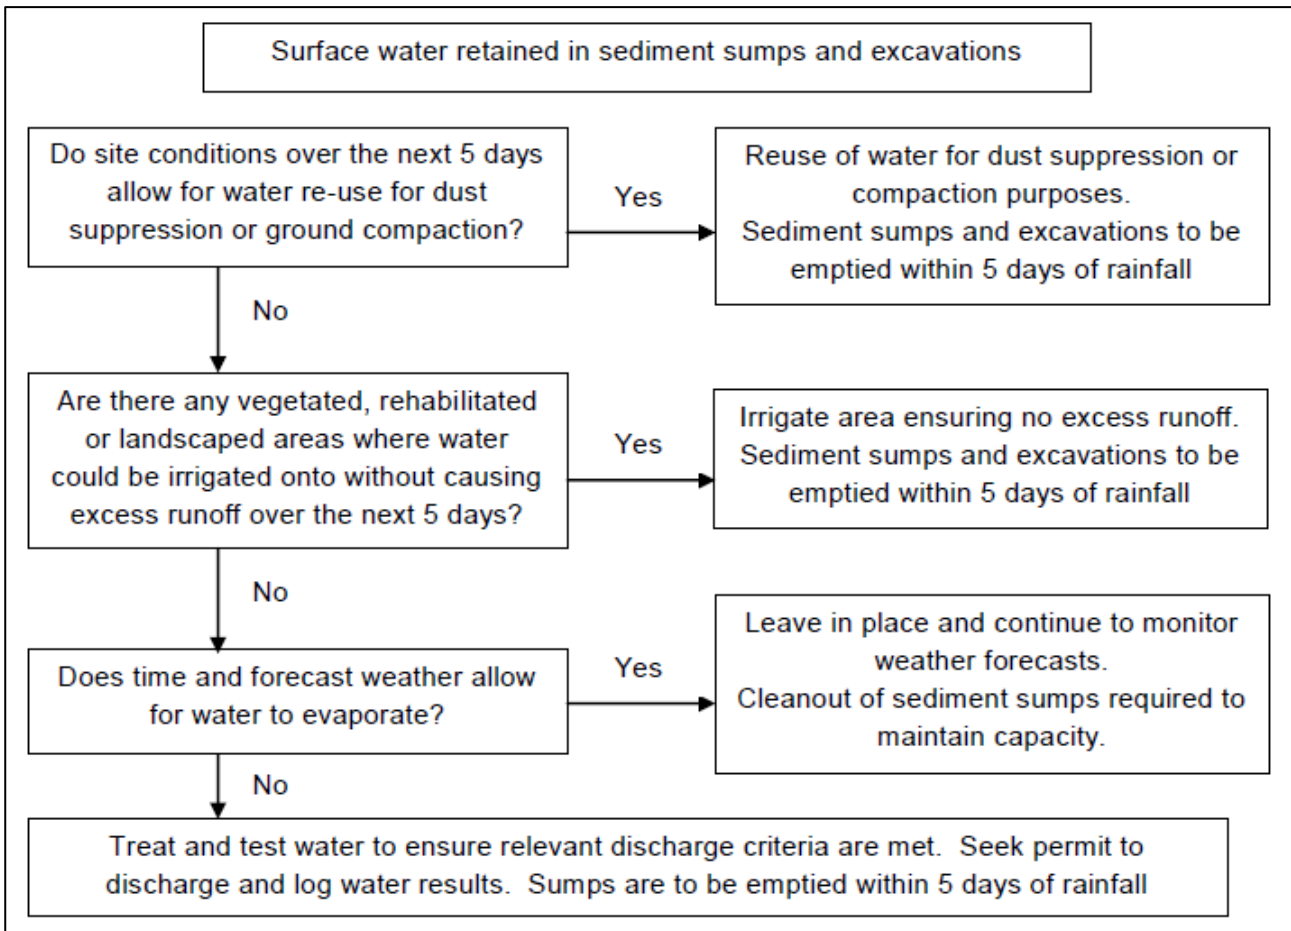 Surface water retained in sediment sumps and excavations
Do site conditions over the next 5 days
allow for water re-use for dust
suppression or ground compaction?
Yes
Reuse of water for dust suppression or
compaction purposes.
Sediment sumps and excavations to be
emptied within 5 days of rainfall
No
Are there any vegetated, rehabilitated
or landscaped areas where water
could be irrigated onto without causing
excess runoff over the next 5 days?
Yes
Irrigate area ensuring no excess runoff.
Sediment sumps and excavations to be
emptied within 5 days of rainfall
No
Does time and forecast weather allow
for water to evaporate?
Yes
Leave in place and continue to monitor
weather forecasts.
Cleanout of sediment sumps required to
maintain capacity.
No
Treat and test water to ensure relevant discharge criteria are met.  Seek permit to
discharge and log water results.  Sumps are to be emptied within 5 days of rainfall